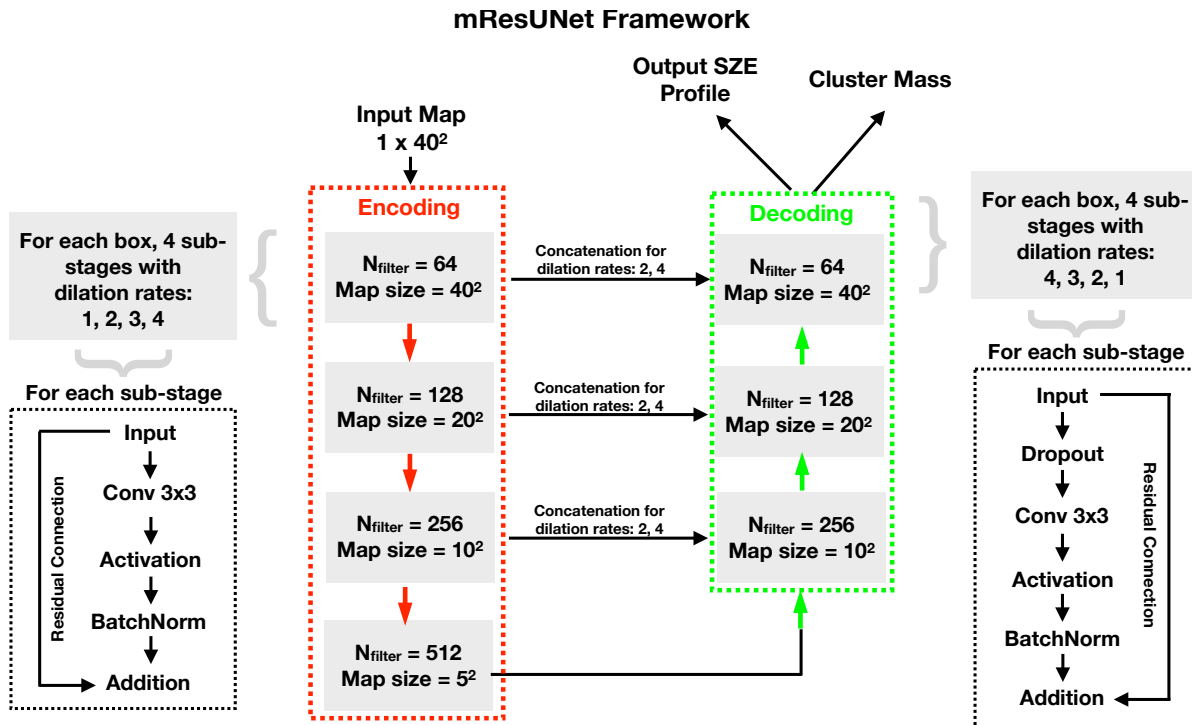 mResUNet Framework
Output SZE
Profile
Cluster Mass
Input Map
1 x 40²
Encoding
Decoding
For each box, 4 sub-
stages with
dilation rates:
1, 2, 3, 4
For each box, 4 sub-
stages with
dilation rates:
4, 3, 2, 1
Nfilter = 64
Map size = 40²
Concatenation for
dilation rates: 2, 4
Nfilter = 64
Map size = 40²
Nfilter = 128
Map size = 20²
Concatenation for
dilation rates: 2, 4
Nfilter = 128
Map size = 20²
Nfilter = 256
Map size = 10²
Concatenation for
dilation rates: 2, 4
Nfilter = 256
Map size = 10²
Nfilter = 512
Map size = 5²
For each sub-stage
Input
Conv 3x3
Activation
BatchNorm
Addition
Residual Connection
For each sub-stage
Input
Dropout
Conv 3x3
Activation
BatchNorm
Addition
Residual Connection